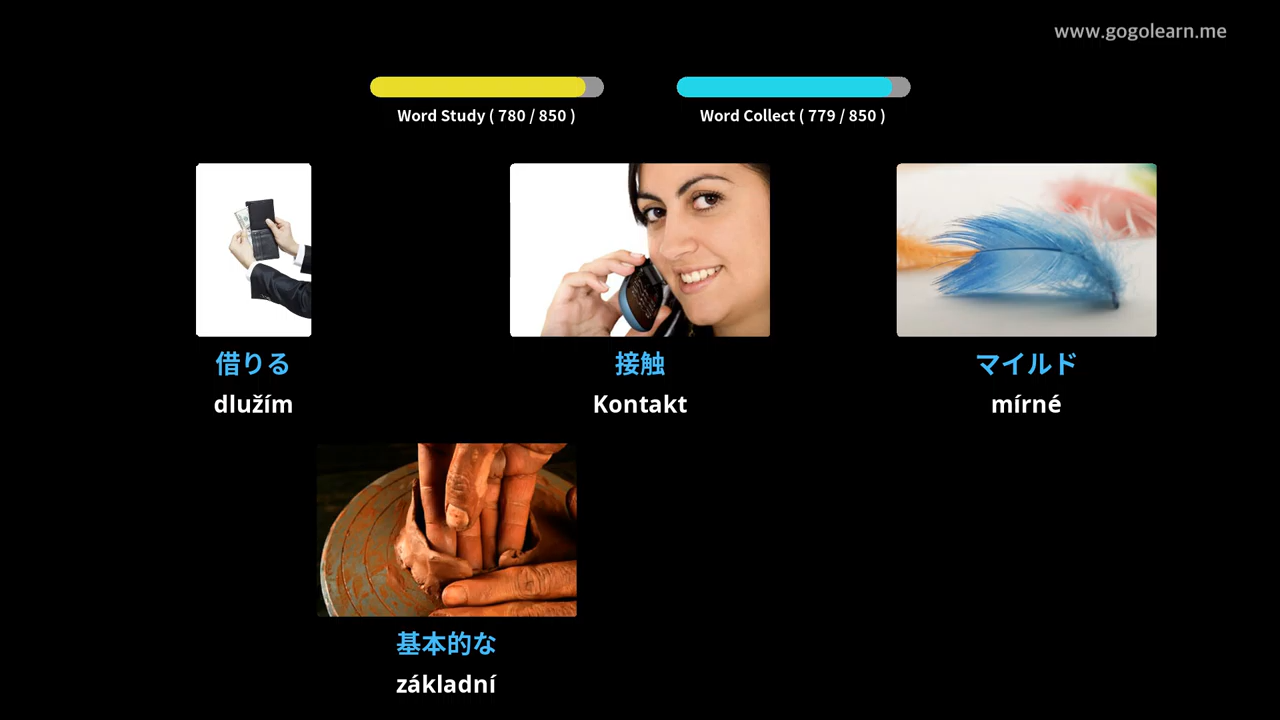 www.gogolearn.me
Word Study ( 780 / 850 )
Word Collect ( 779 / 850 )
借りる
dlužím
接触
Kontakt
マイルド
mírné
基本的な
základní